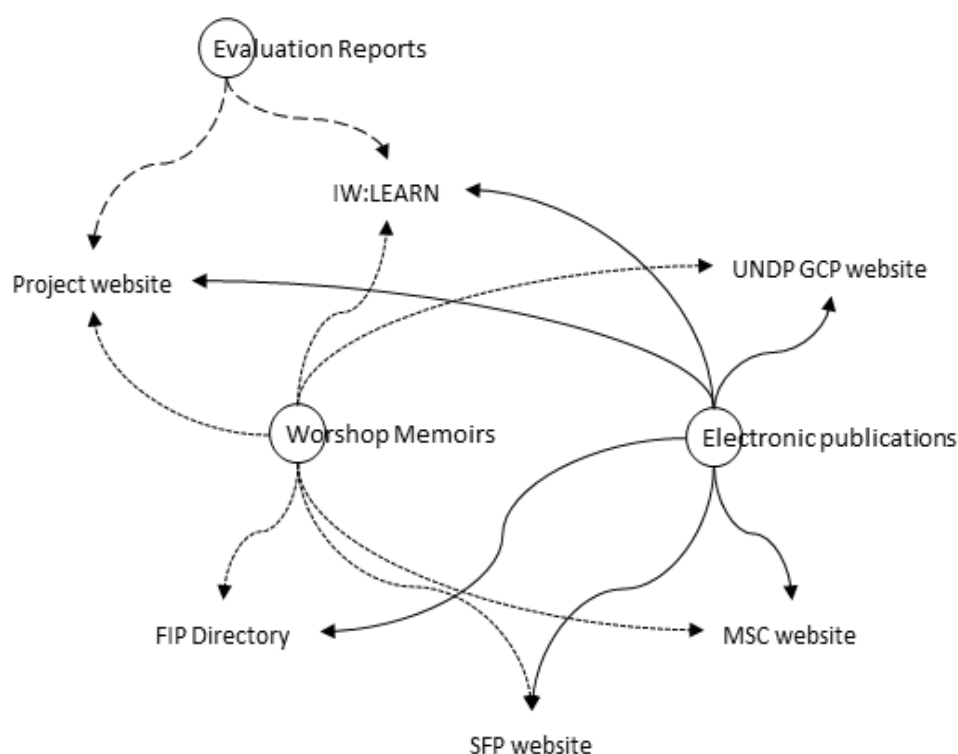 Evaluation Reports
IW:LEARN
UNDP GCP website
Project website
Worshop Memoirs
Electronic publications
FIP Directory
MSC website
SFP website